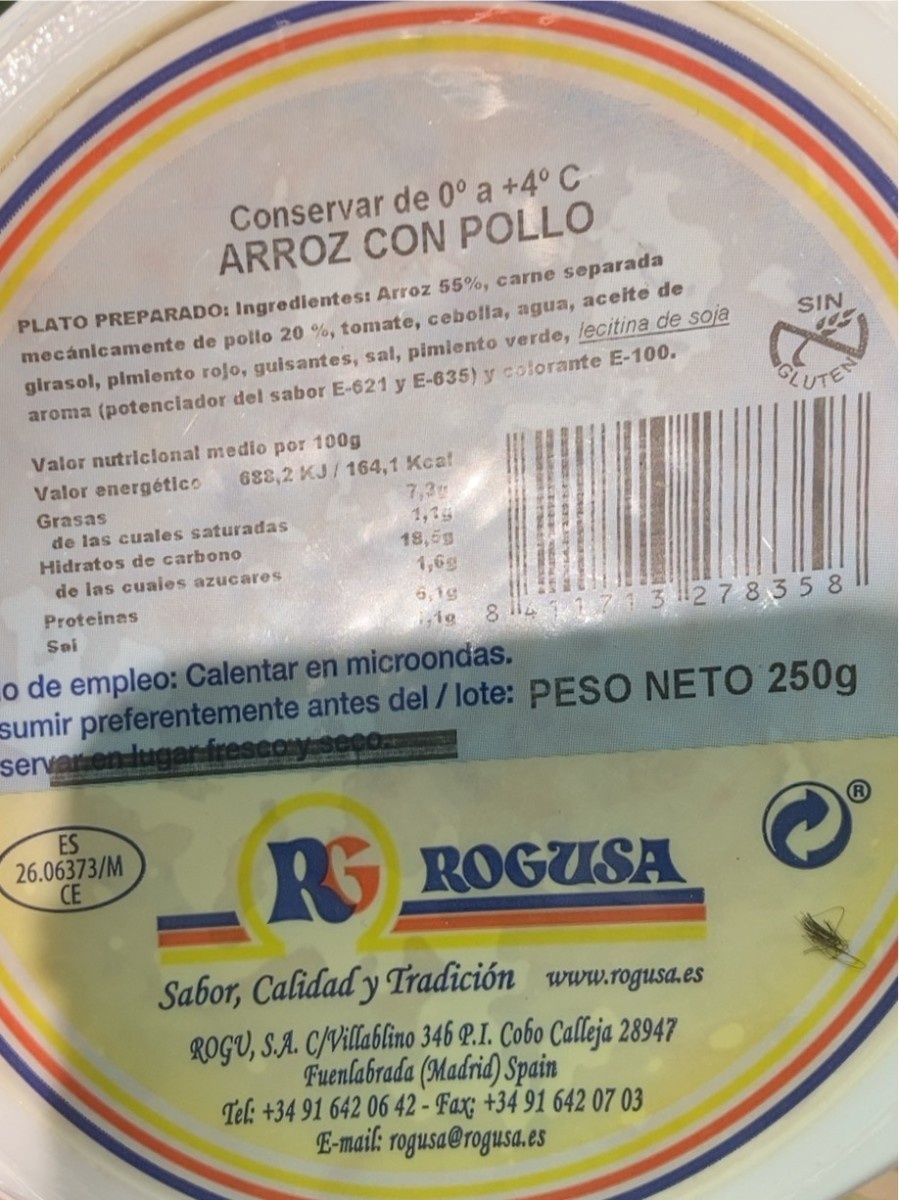 Conservar de 0º a +4º C
ARROZ CON POLLO
PLATO PREPARADO: Ingredientes: Arroz 55%, carne separada
mecánicamente de pollo 20 %, tomate, cebolla, agua, aceite de
girasol, pimiento rojo, guisantes, sal, pimiento verde, lecitina de soja
aroma (potenciador del sabor E-621 y E-635) y colorante E-100.
SIN
GLUTEN
Valor nutricional medio por 100g
Valor energético 688,2 KJ / 164,1 Kcal
Grasas 7,3g
de las cuales saturadas 1,1g
Hidratos de carbono 18,6g
de las cuales azucares 1,6g
Proteinas 6,1g
Sal
8 411713 278358
o de empleo: Calentar en microondas.
sumir preferentemente antes del / lote: PESO NETO 250g
servar en lugar fresco y seco.
ES
26.06373/M
CE
RG ROGUSA
®
Sabor, Calidad y Tradición www.rogusa.es
ROGU, S.A. C/Villablino 346 P.I. Cobo Calleja 28947
Fuenlabrada (Madrid) Spain
Tel: +34 91 642 06 42 - Fax: +34 91 642 07 03
E-mail: rogusa@rogusa.es